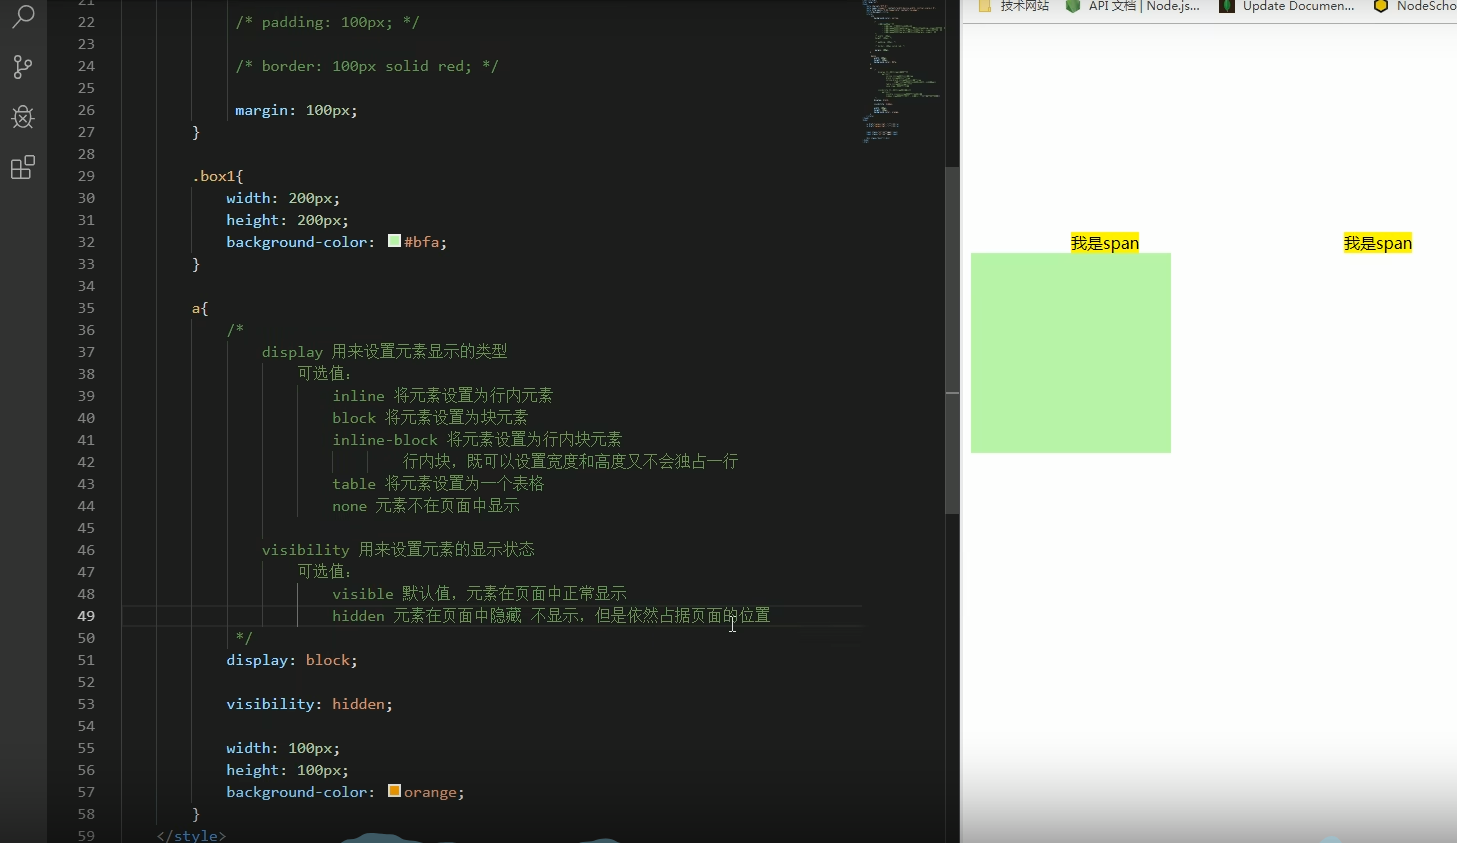 21
22 /* padding: 100px; */
23
24 /* border: 100px solid red; */
25
26 margin: 100px;
27 }
28
29 .box1{
30 width: 200px;
31 height: 200px;
32 background-color: #bfa;
33 }
34
35 a{
36 /*
37 display 用来设置元素显示的类型
38 可选值:
39 inline 将元素设置为行内元素
40 block 将元素设置为块元素
41 inline-block 将元素设置为行内块元素
42 行内块，既可以设置宽度和高度又不会独占一行
43 table 将元素设置为一个表格
44 none 元素不在页面中显示
45
46 visibility 用来设置元素的显示状态
47 可选值:
48 visible 默认值，元素在页面中正常显示
49 hidden 元素在页面中隐藏 不显示，但是依然占据页面的位置
50 */
51 display: block;
52
53 visibility: hidden;
54
55 width: 100px;
56 height: 100px;
57 background-color: orange;
58 }
59 </style>
技术网站 API 文档 | Node.js... Update Documen... NodeScho
我是span 我是span